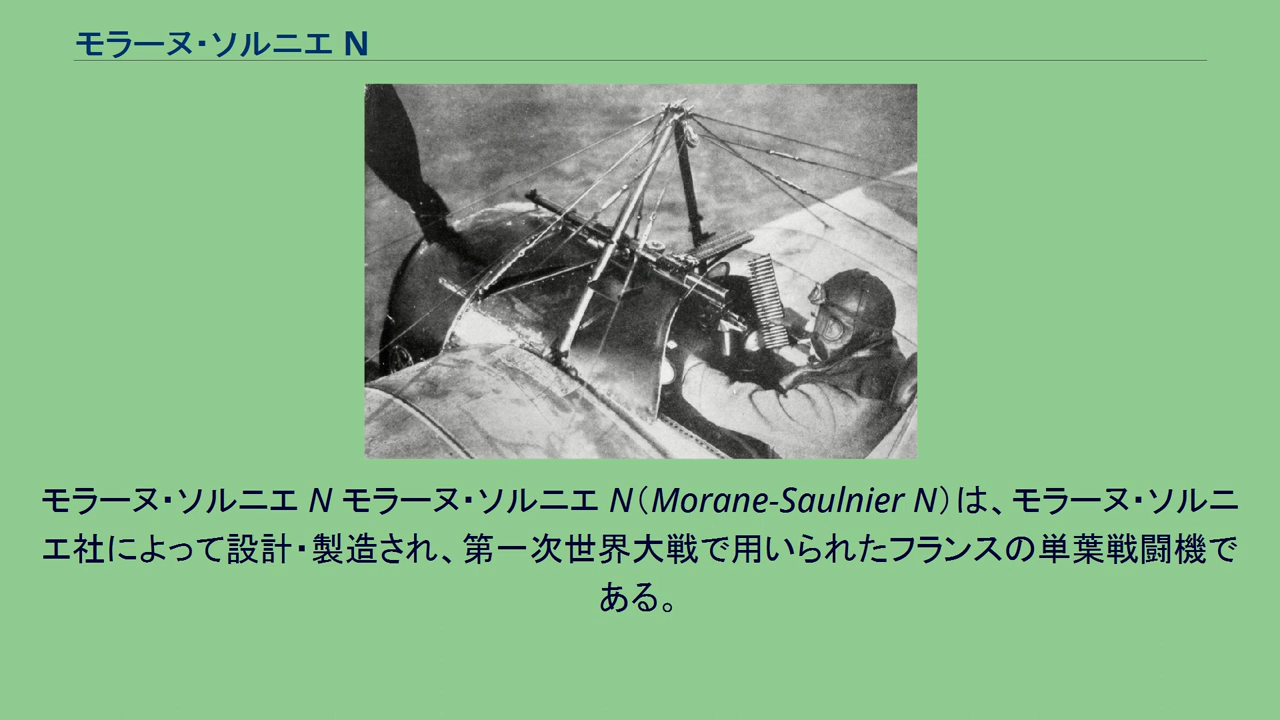 モラーヌ・ソルニエ N
モラーヌ・ソルニエ N モラーヌ・ソルニエ N（Morane-Saulnier N）は、モラーヌ・ソルニ
エ社によって設計・製造され、第一次世界大戦で用いられたフランスの単葉戦闘機で
ある。